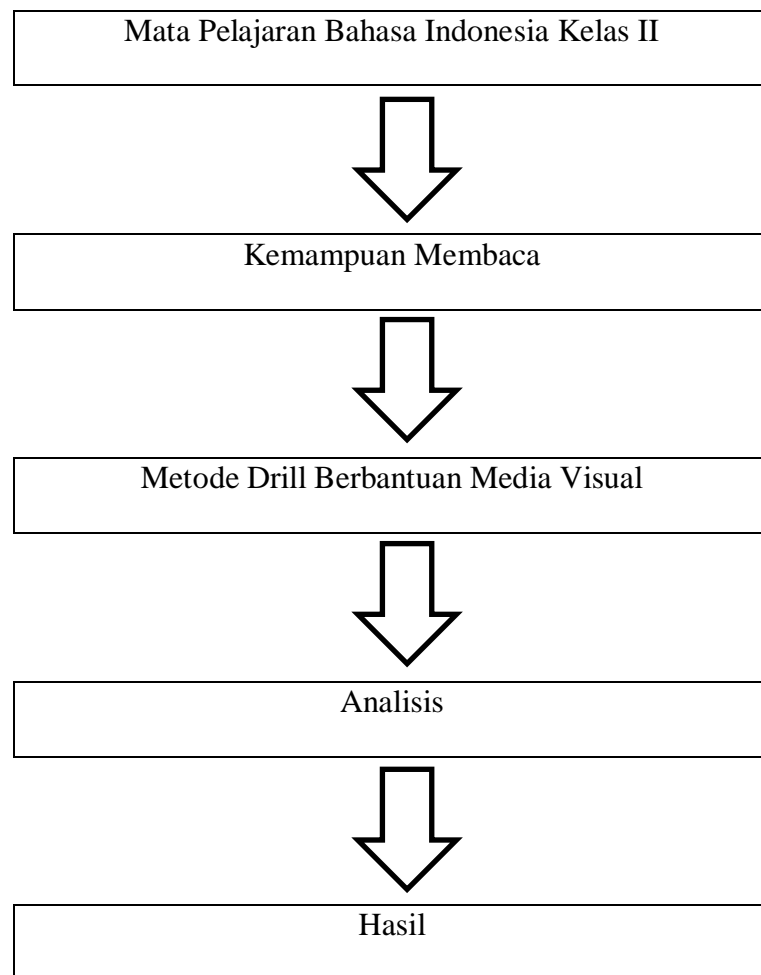 Mata Pelajaran Bahasa Indonesia Kelas II
Kemampuan Membaca
Metode Drill Berbantuan Media Visual
Analisis
Hasil